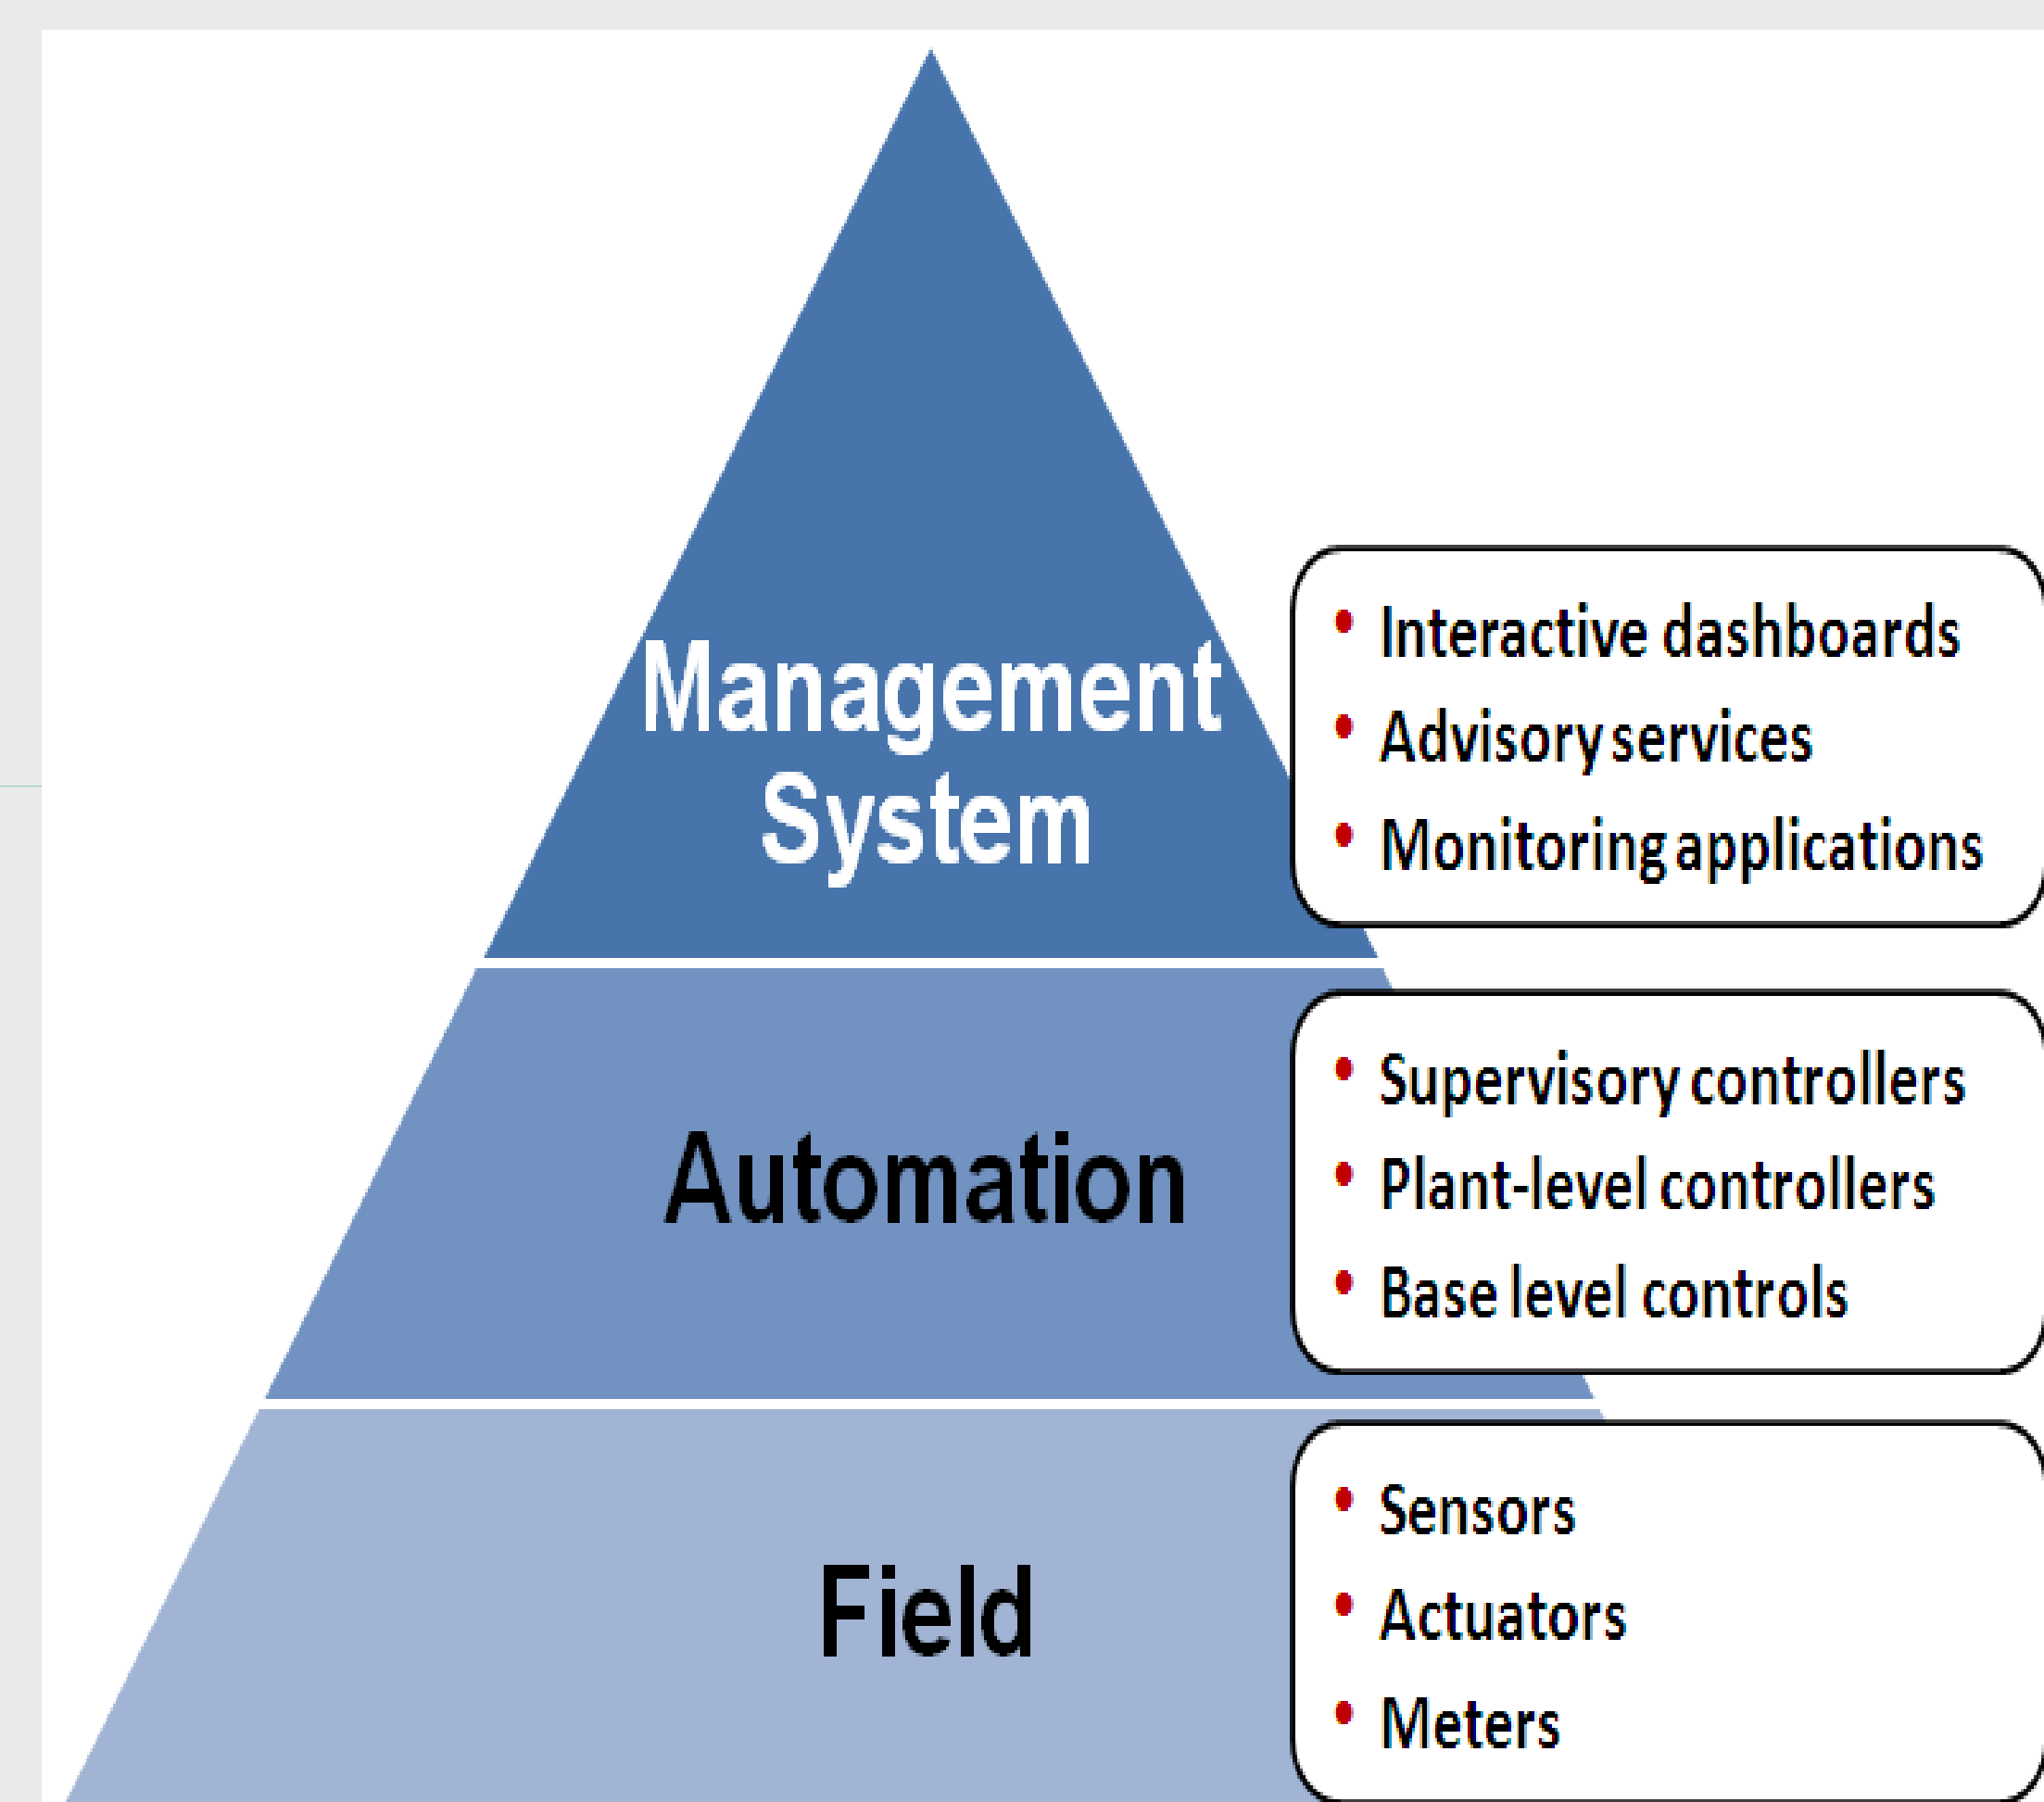 Management
System
• Interactive dashboards
• Advisory services
• Monitoring applications
Automation
• Supervisory controllers
• Plant-level controllers
• Base level controls
Field
• Sensors
• Actuators
• Meters